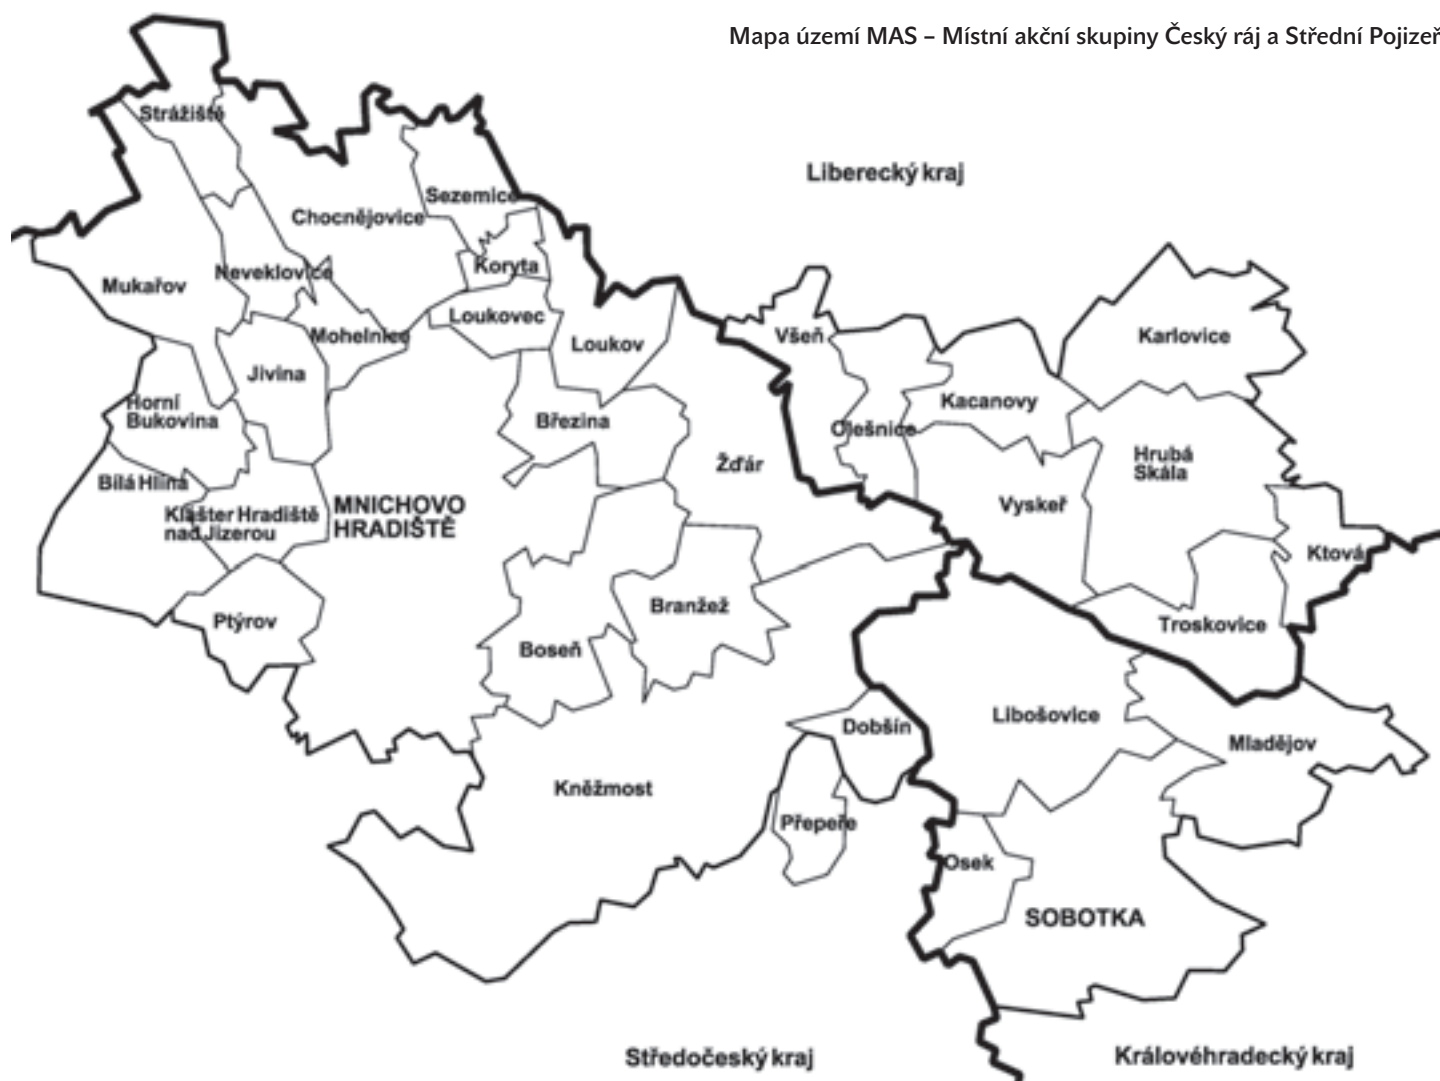 Mapa území MAS – Místní akční skupiny Český ráj a Střední Pojizeř
Strážiště
Liberecký kraj
Sezemice
Chocnějovice
Koryta
Neveklovice
Mukařov
Loukovec
Mohelnice
Loukov
Všeň
Karlovice
Jivina
Kacanovy
Horní
Bukovina
Březina
Olešnice
Hrubá
Skála
Žďár
Bílá Hlína
MNICHOVO
HRADIŠTĚ
Vyskeř
Klášter Hradiště
nad Jizerou
Ktová
Branžež
Ptýrov
Troskovice
Boseň
Libošovice
Dobšín
Mladějov
Kněžmost
Přepeře
Osek
SOBOTKA
Středočeský kraj
Královéhradecký kraj